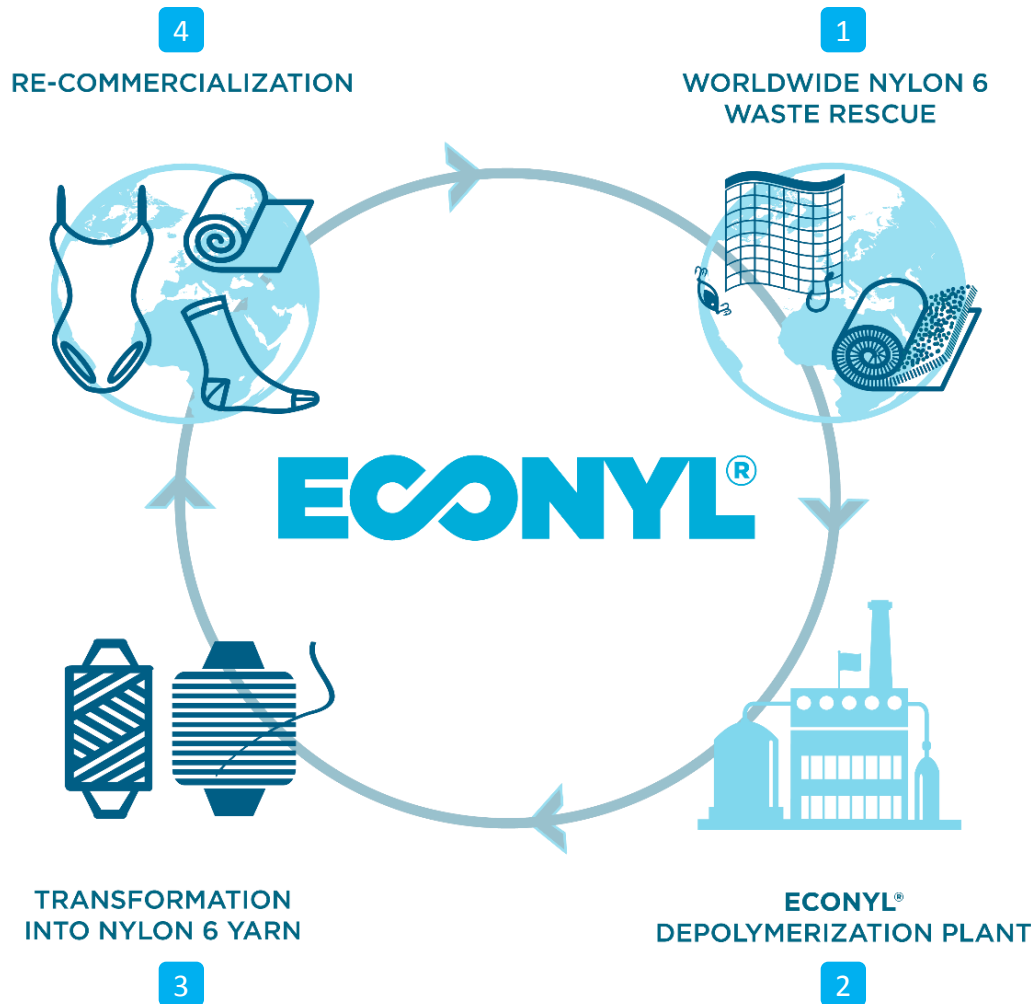 4
RE-COMMERCIALIZATION
1
WORLDWIDE NYLON 6
WASTE RESCUE
ECONYL®
TRANSFORMATION
INTO NYLON 6 YARN
3
ECONYL®
DEPOLYMERIZATION PLANT
2